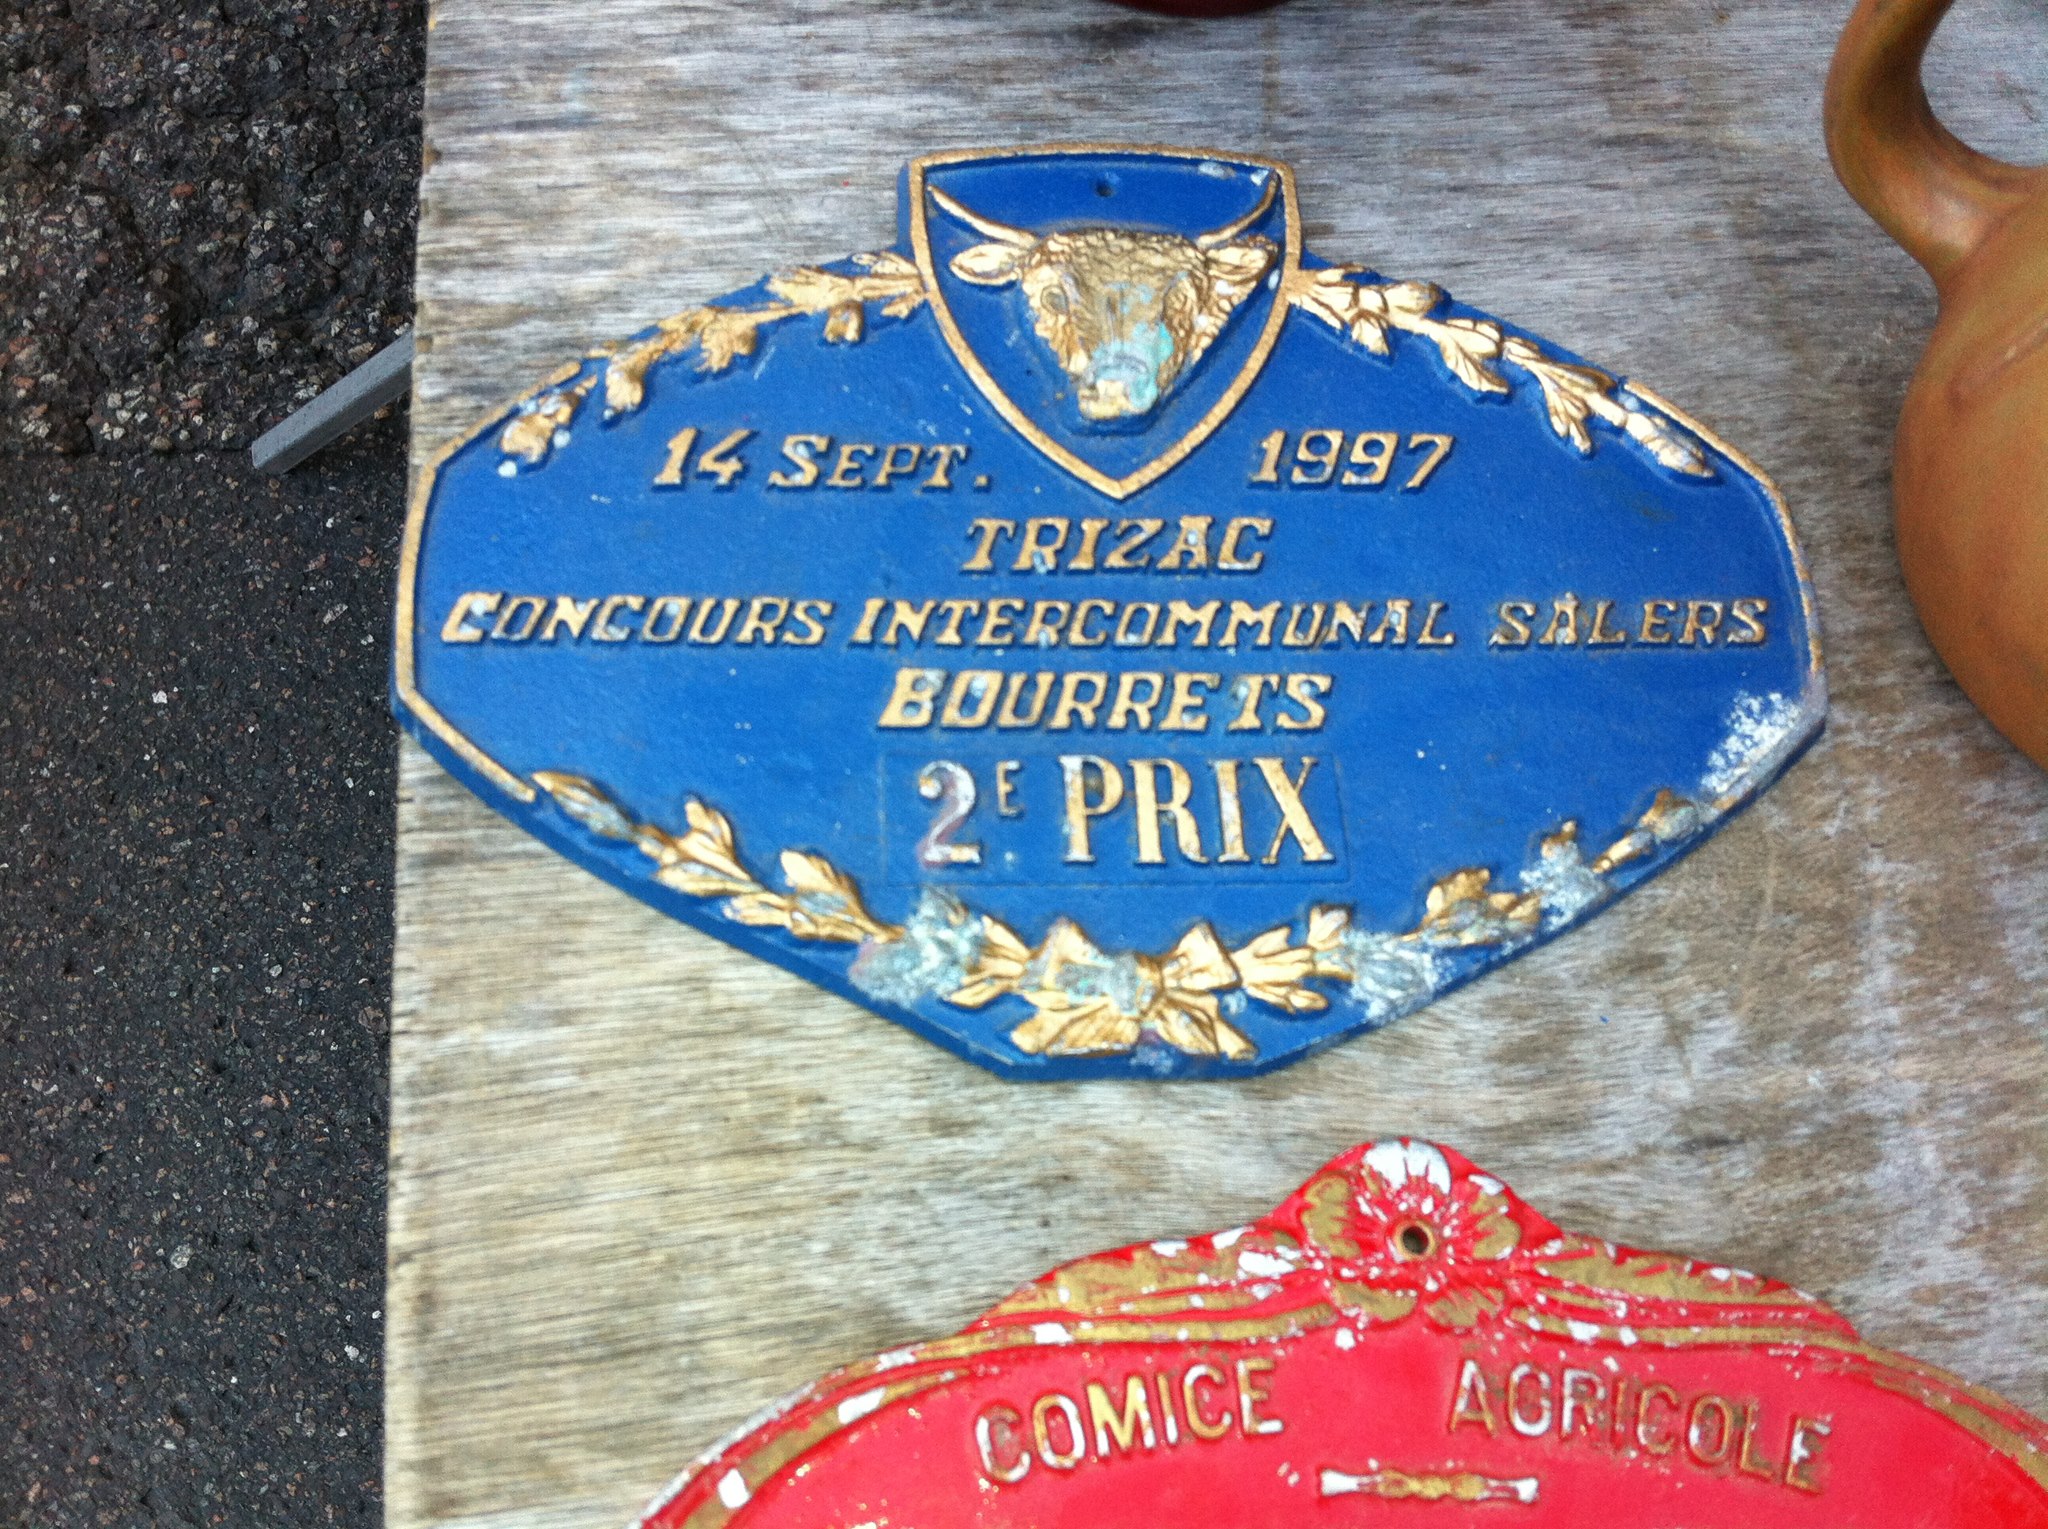 14 SEPT. 1997
TRIZAC
CONCOURS INTERCOMMUNAL SALERS
BOURRETS
2E PRIX
COMICE AGRICOLE